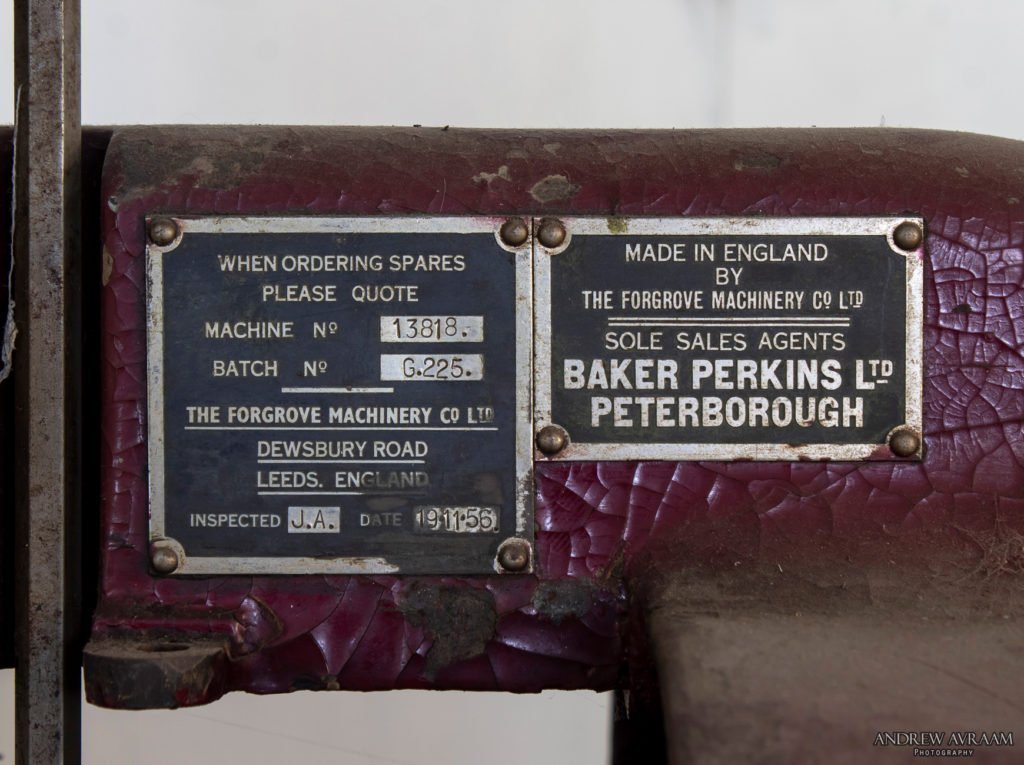 WHEN ORDERING SPARES
PLEASE QUOTE
MACHINE Nº 13818.
BATCH Nº G.225.
THE FORGROVE MACHINERY Cº LTD
DEWSBURY ROAD
LEEDS. ENGLAND
INSPECTED J.A. DATE 19·11·56
MADE IN ENGLAND
BY
THE FORGROVE MACHINERY Cº LTD
SOLE SALES AGENTS
BAKER PERKINS LTD
PETERBOROUGH
ANDREW AVRAAM
PHOTOGRAPHY